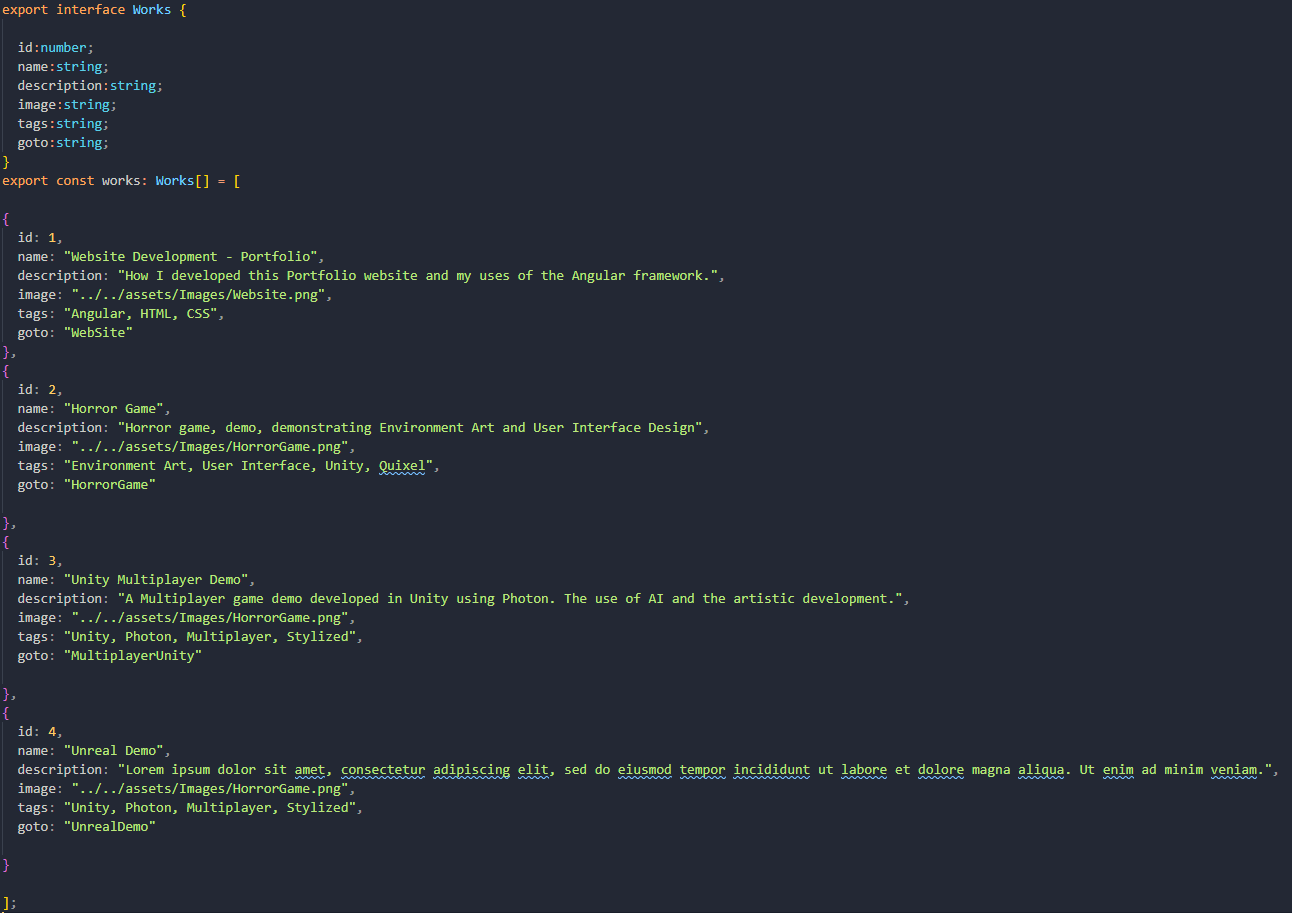 export interface Works {
id:number;
name:string;
description:string;
image:string;
tags:string;
goto:string;
}
export const works: Works[] = [
{
id: 1,
name: "Website Development - Portfolio",
description: "How I developed this Portfolio website and my uses of the Angular framework.",
image: "../../assets/Images/Website.png",
tags: "Angular, HTML, CSS",
goto: "WebSite"
},
{
id: 2,
name: "Horror Game",
description: "Horror game, demo, demonstrating Environment Art and User Interface Design",
image: "../../assets/Images/HorrorGame.png",
tags: "Environment Art, User Interface, Unity, Quixel",
goto: "HorrorGame"
},
{
id: 3,
name: "Unity Multiplayer Demo",
description: "A Multiplayer game demo developed in Unity using Photon. The use of AI and the artistic development.",
image: "../../assets/Images/HorrorGame.png",
tags: "Unity, Photon, Multiplayer, Stylized",
goto: "MultiplayerUnity"
},
{
id: 4,
name: "Unreal Demo",
description: "Lorem ipsum dolor sit amet, consectetur adipiscing elit, sed do eiusmod tempor incididunt ut labore et dolore magna aliqua. Ut enim ad minim veniam.",
image: "../../assets/Images/HorrorGame.png",
tags: "Unity, Photon, Multiplayer, Stylized",
goto: "UnrealDemo"
}
];